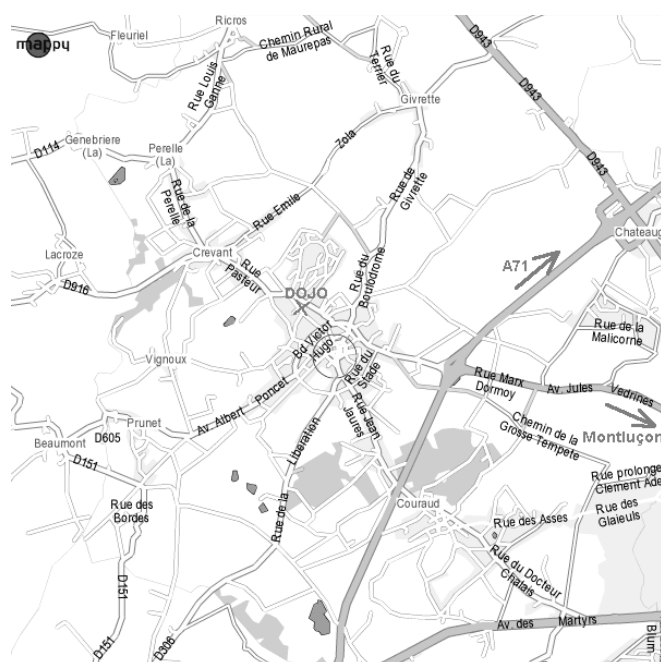 Ricros
Fleuriel
mappy
Chemin Rural
de Maurepas
D943
Rue du
Terrier
Rue Louis
Ganne
Givrette
D943
Zola
Genebriere
(La)
D114
Perelle
(La)
D943
Rue de la
Perelle
Rue de
Givrette
Rue Emile
Chateaug
Lacroze
Crevant
Rue
Pasteur
Rue du
Boulodrome
A71
D916
DOJO
Rue de la
Malicorne
Bd Victor
Hugo
Vignoux
Rue du
Stade
Rue Marx
Dormoy
Av. Jules
Vedrines
Av. Albert
Poncet
Prunet
Rue Jean
Jaures
Chemin de la
Grosse Tempete
Montluçon
Beaumont
D605
Liberation
D151
Rue prolonge
Clement Ade
Rue des
Bordes
Couraud
Rue des Asses
Rue des
Glaieuls
Rue de la
Rue du Docteur
Chatais
D151
Av. des
Martyrs
D151
D306
Blum